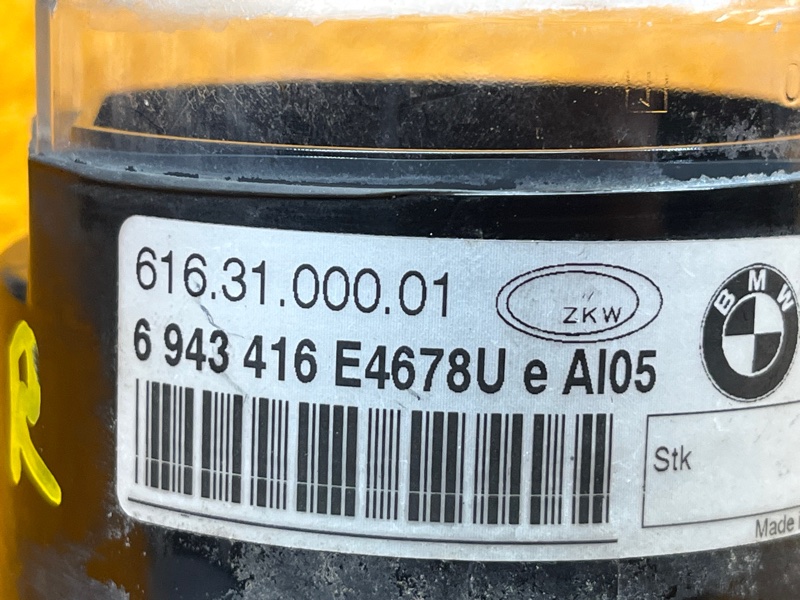 616.31.000.01
ZKW
BMW
6 943 416 E4678U e AI05
Stk
Made
R